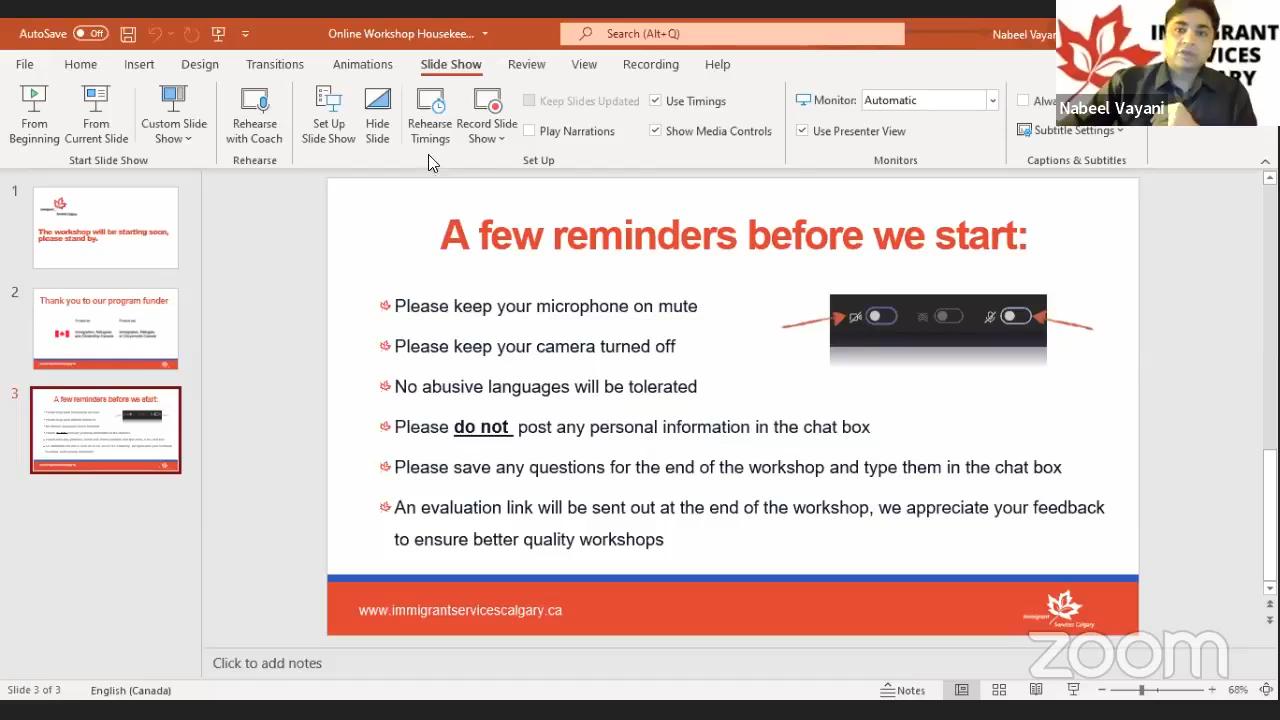 AutoSave Off Online Workshop Housekee... Search (Alt+Q) Nabeel Vayan
File Home Insert Design Transitions Animations Slide Show Review View Recording Help
From Beginning
From Current Slide
Custom Slide Show
Rehearse with Coach
Set Up Slide Show
Hide Slide
Rehearse Timings
Record Slide Show
Keep Slides Updated
Use Timings
Play Narrations
Show Media Controls
Monitor: Automatic
Use Presenter View
Subtitle Settings
Start Slide Show
Rehearse
Set Up
Monitors
Captions & Subtitles
IMMIGRANT
Nabeel Vayani
1
The workshop will be starting soon,
please stand by.
2
Thank you to our program funder
3
A few reminders before we start:
A few reminders before we start:
Please keep your microphone on mute
Please keep your camera turned off
No abusive languages will be tolerated
Please do not post any personal information in the chat box
Please save any questions for the end of the workshop and type them in the chat box
An evaluation link will be sent out at the end of the workshop, we appreciate your feedback
to ensure better quality workshops
www.immigrantservicescalgary.ca
Immigrant
Services Calgary
zoom
Click to add notes
Slide 3 of 3 English (Canada) Notes 68%